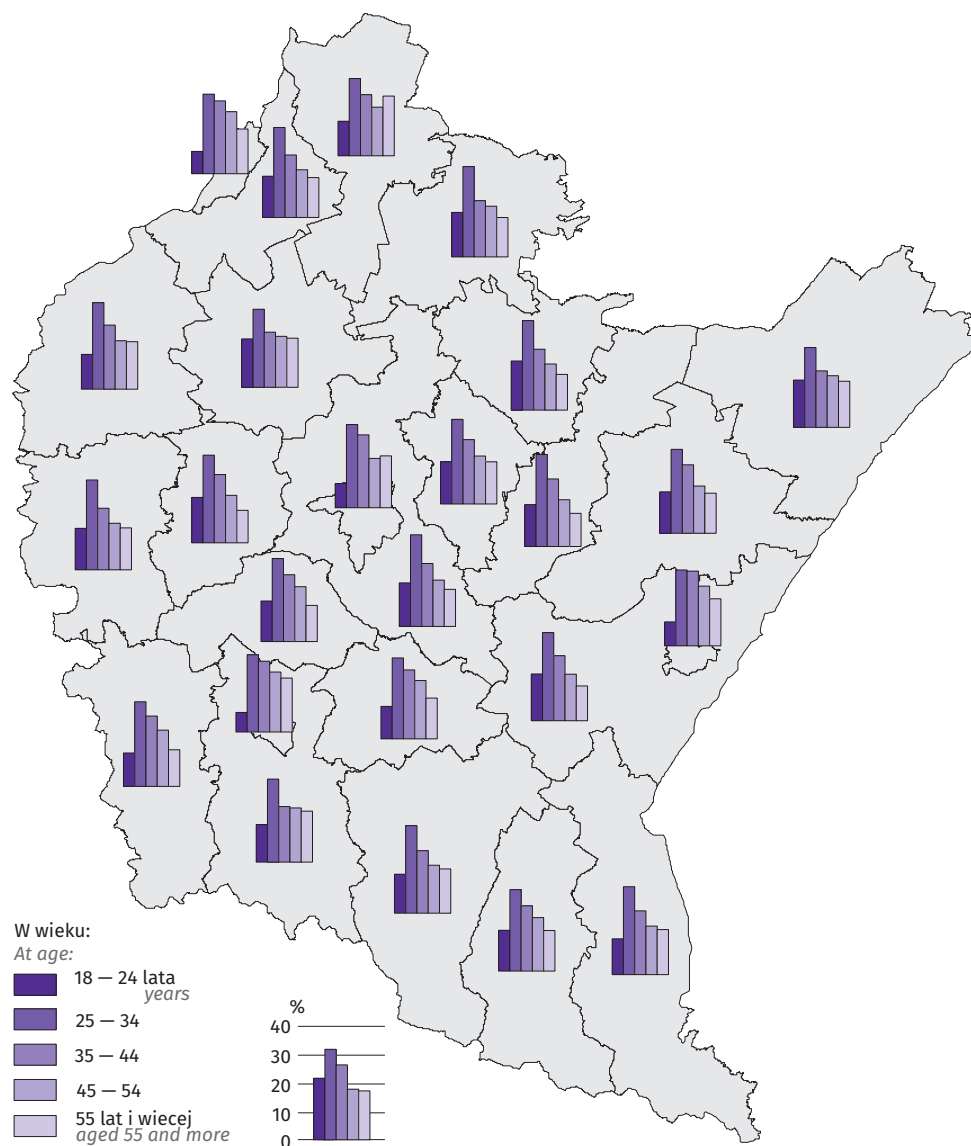 W wieku:
At age:
18 — 24 lata
years
25 — 34
35 — 44
45 — 54
55 lat i wiecej
aged 55 and more
%
40
30
20
10
0